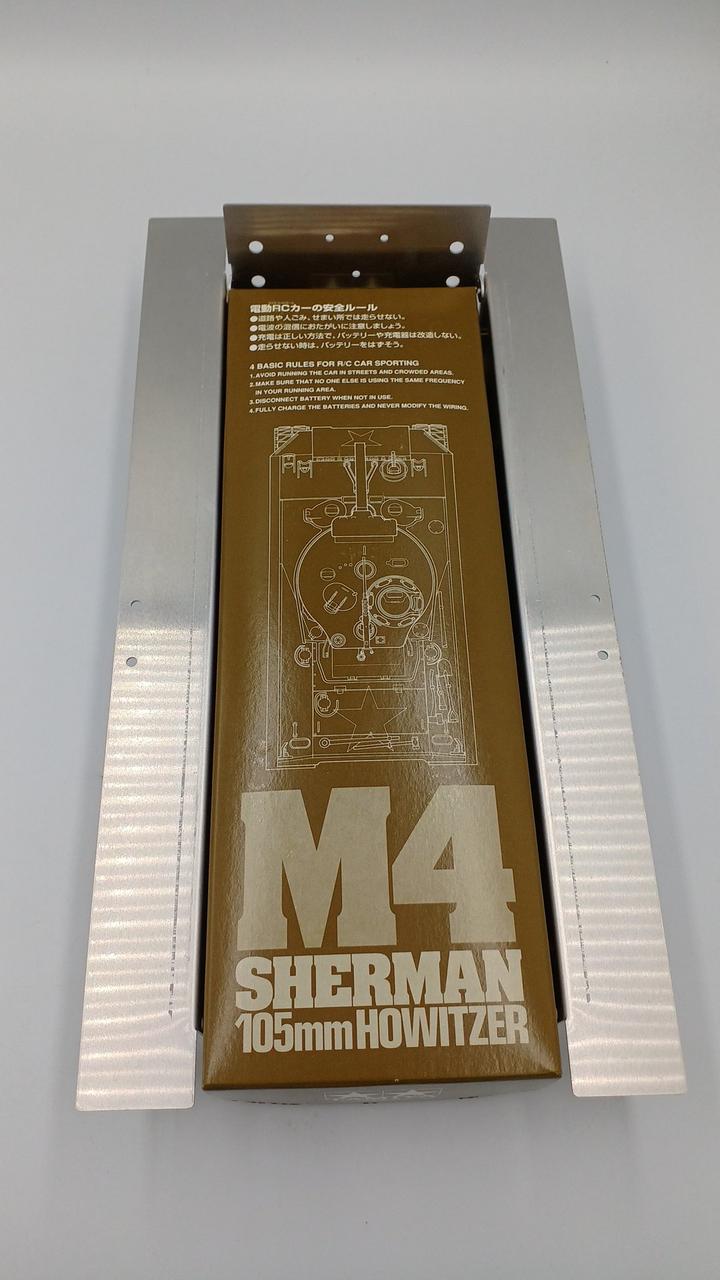 電動RCカーの安全ルール
●道路や人ごみ、せまい所では走らせない。
●電波の混信におたがいに注意しましょう。
●充電は正しい方法で、バッテリーや充電器は改造しない。
●走らせない時は、バッテリーをはずそう。
4 BASIC RULES FOR R/C CAR SPORTING
1. AVOID RUNNING THE CAR IN STREETS AND CROWDED AREAS.
2. MAKE SURE THAT NO ONE ELSE IS USING THE SAME FREQUENCY
IN YOUR RUNNING AREA.
3. DISCONNECT BATTERY WHEN NOT IN USE.
4. FULLY CHARGE THE BATTERIES AND NEVER MODIFY THE WIRING.
M4
SHERMAN
105mm HOWITZER